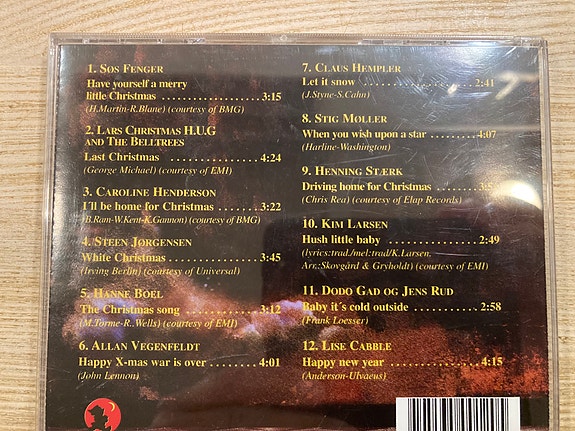 1. Søs Fenger
Have yourself a merry
little Christmas ............ 3:15
(H.Martin-R.Blane) (courtesy of BMG)
2. Lars Christmas H.U.G
and The Belltrees
Last Christmas ............... 4:24
(George Michael) (courtesy of EMI)
3. Caroline Henderson
I'll be home for Christmas .... 3:22
(B.Ram-W.Kent-K.Gannon) (courtesy of BMG)
4. Steen Jørgensen
White Christmas .............. 3:45
(Irving Berlin) (courtesy of Universal)
5. Hanne Boel
The Christmas song ........... 3:12
(M.Torme-R..Wells) (courtesy of EMI)
6. Allan Vegenfeldt
Happy X-mas war is over ...... 4:01
(John Lennon)
7. Claus Hempler
Let it snow .................. 2:41
(J.Styne-S.Cahn)
8. Stig Møller
When you wish upon a star ........ 4:07
(Harline-Washington)
9. Henning Stærk
Driving home for Christmas ...... 3:5
(Chris Rea) (courtesy of Elap Records)
10. Kim Larsen
Hush little baby ............. 2:49
(lyrics:trad./mel:trad/K.Larsen,
Arr.:Skovgård & Gryholdt) (courtesy of EMI)
11. Dodo Gad og Jens Rud
Baby it´s cold outside ........... 2:58
(Frank Loesser)
12. Lise Cabble
Happy new year ............... 4:15
(Anderson-Ulvaeus)